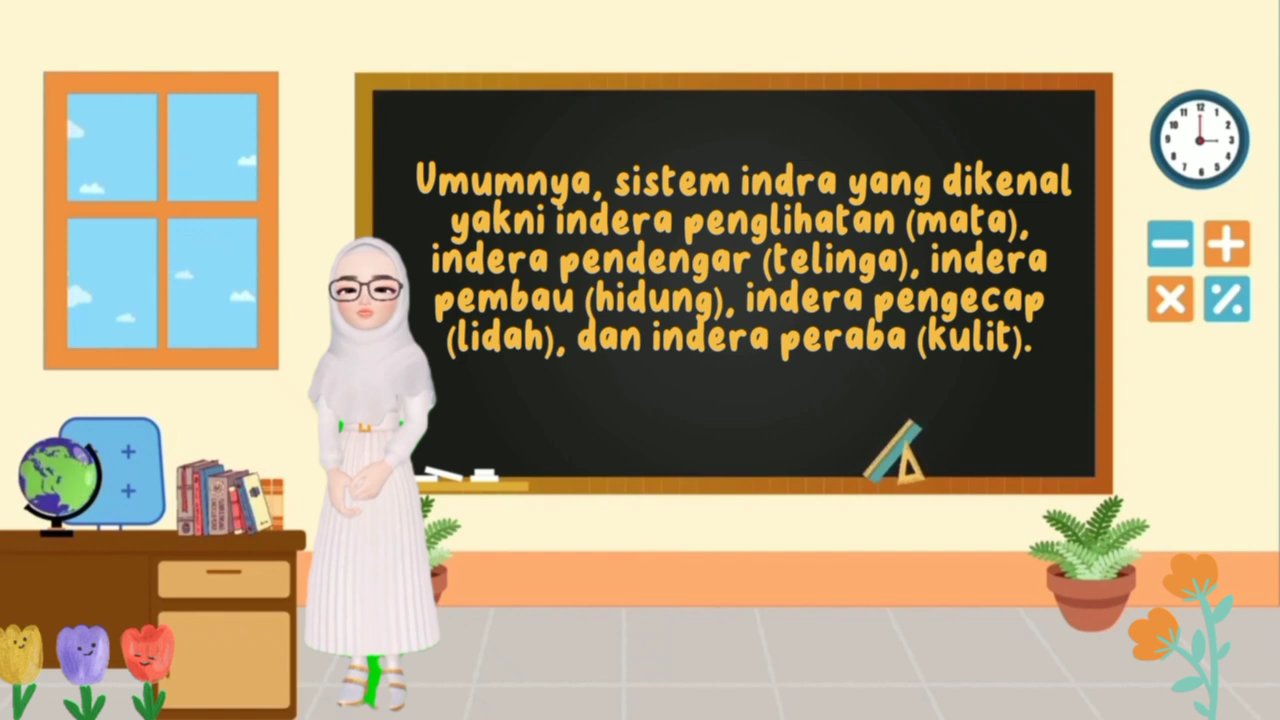 Umumnya, sistem indra yang dikenal
yakni indera penglihatan (mata),
indera pendengar (telinga), indera
pembau (hidung), indera pengecap
(lidah), dan indera peraba (kulit).